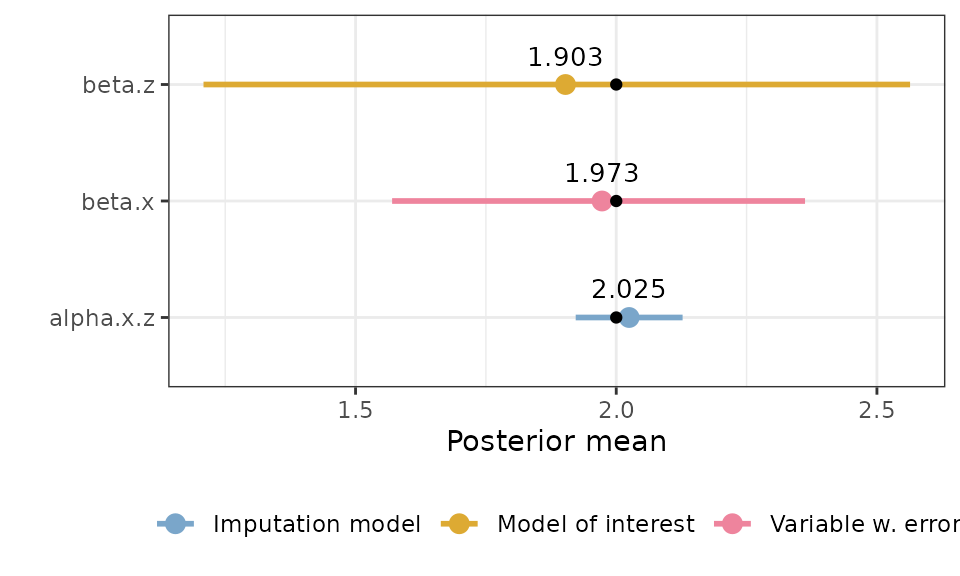 1.903
beta.z
1.973
beta.x
2.025
alpha.x.z
1.5 2.0 2.5
Posterior mean
Imputation model Model of interest Variable w. error